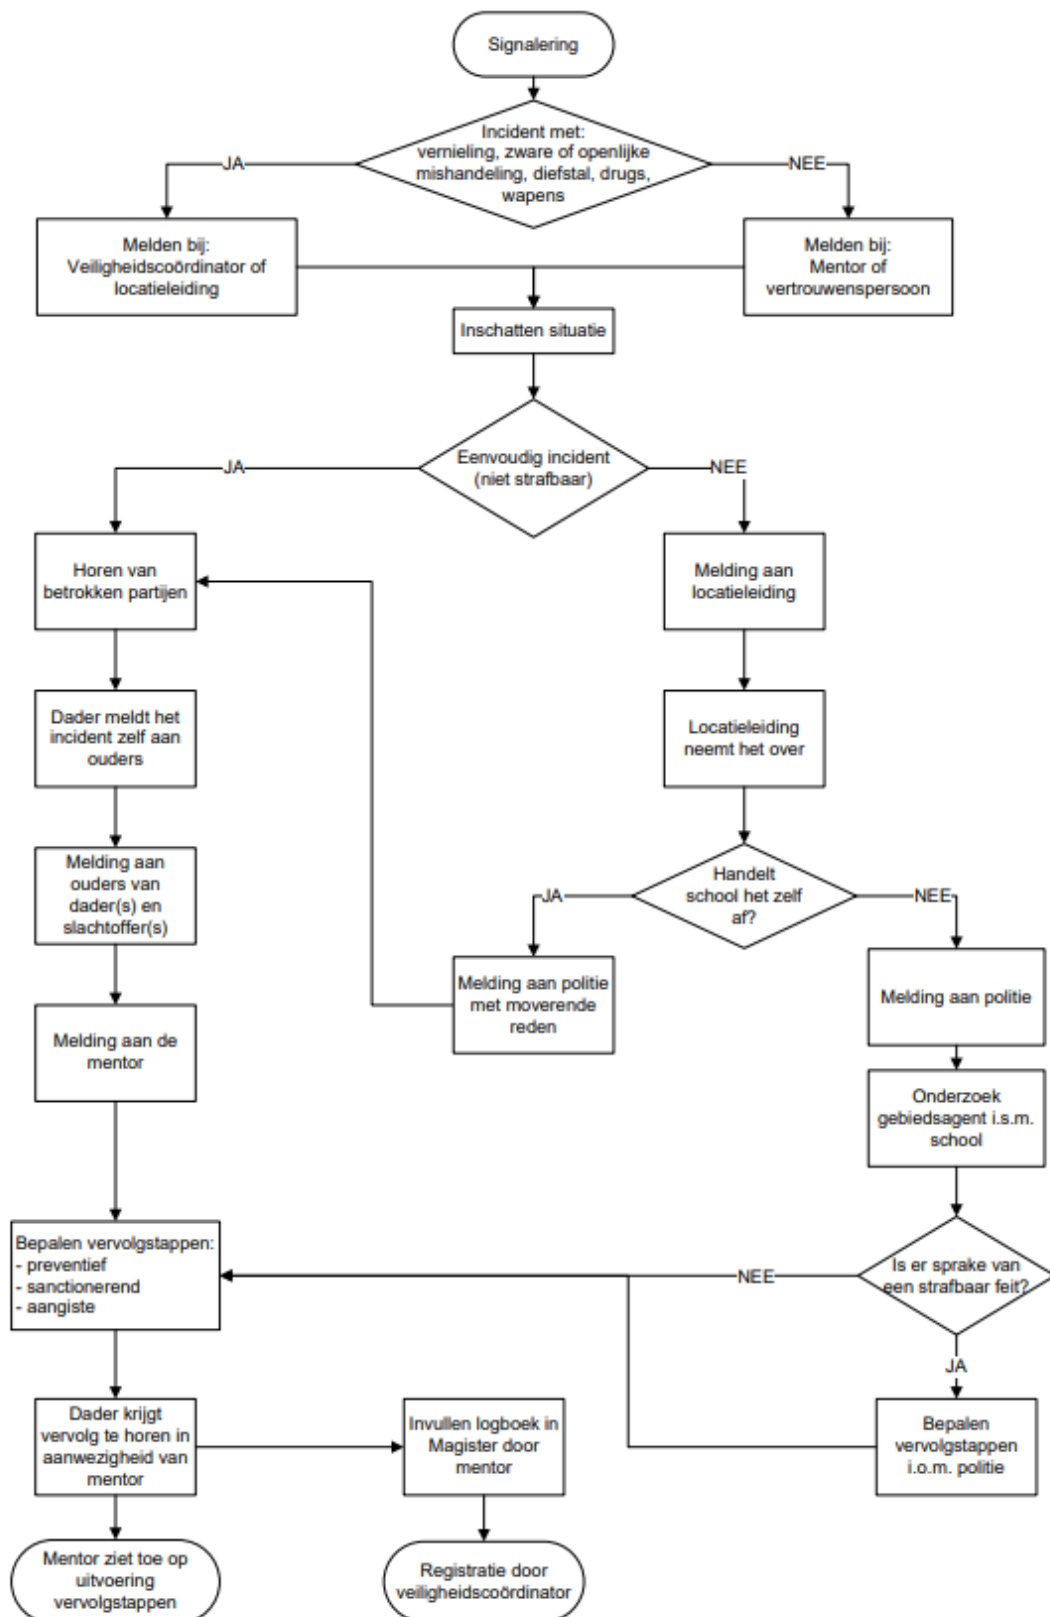 Signalering
Incident met:
vernieling, zware of openlijke
mishandeling, diefstal, drugs,
wapens
JA
NEE
Melden bij:
Veiligheidscoördinator of
locatieleiding
Melden bij:
Mentor of
vertrouwenspersoon
Inschatten situatie
Eenvoudig incident
(niet strafbaar)
JA
NEE
Horen van
betrokken partijen
Melding aan
locatieleiding
Dader meldt het
incident zelf aan
ouders
Locatieleiding
neemt het over
Melding aan
ouders van
dader(s) en
slachtoffer(s)
Handelt
school het zelf
af?
JA
NEE
Melding aan politie
met moverende
reden
Melding aan politie
Melding aan de
mentor
Onderzoek
gebiedsagent i.s.m.
school
Bepalen vervolgstappen:
- preventief
- sanctionerend
- aangiste
Is er sprake van
een strafbaar feit?
NEE
JA
Dader krijgt
vervolg te horen in
aanwezigheid van
mentor
Invullen logboek in
Magister door
mentor
Bepalen
vervolgstappen
i.o.m. politie
Mentor ziet toe op
uitvoering
vervolgstappen
Registratie door
veiligheidscoördinator